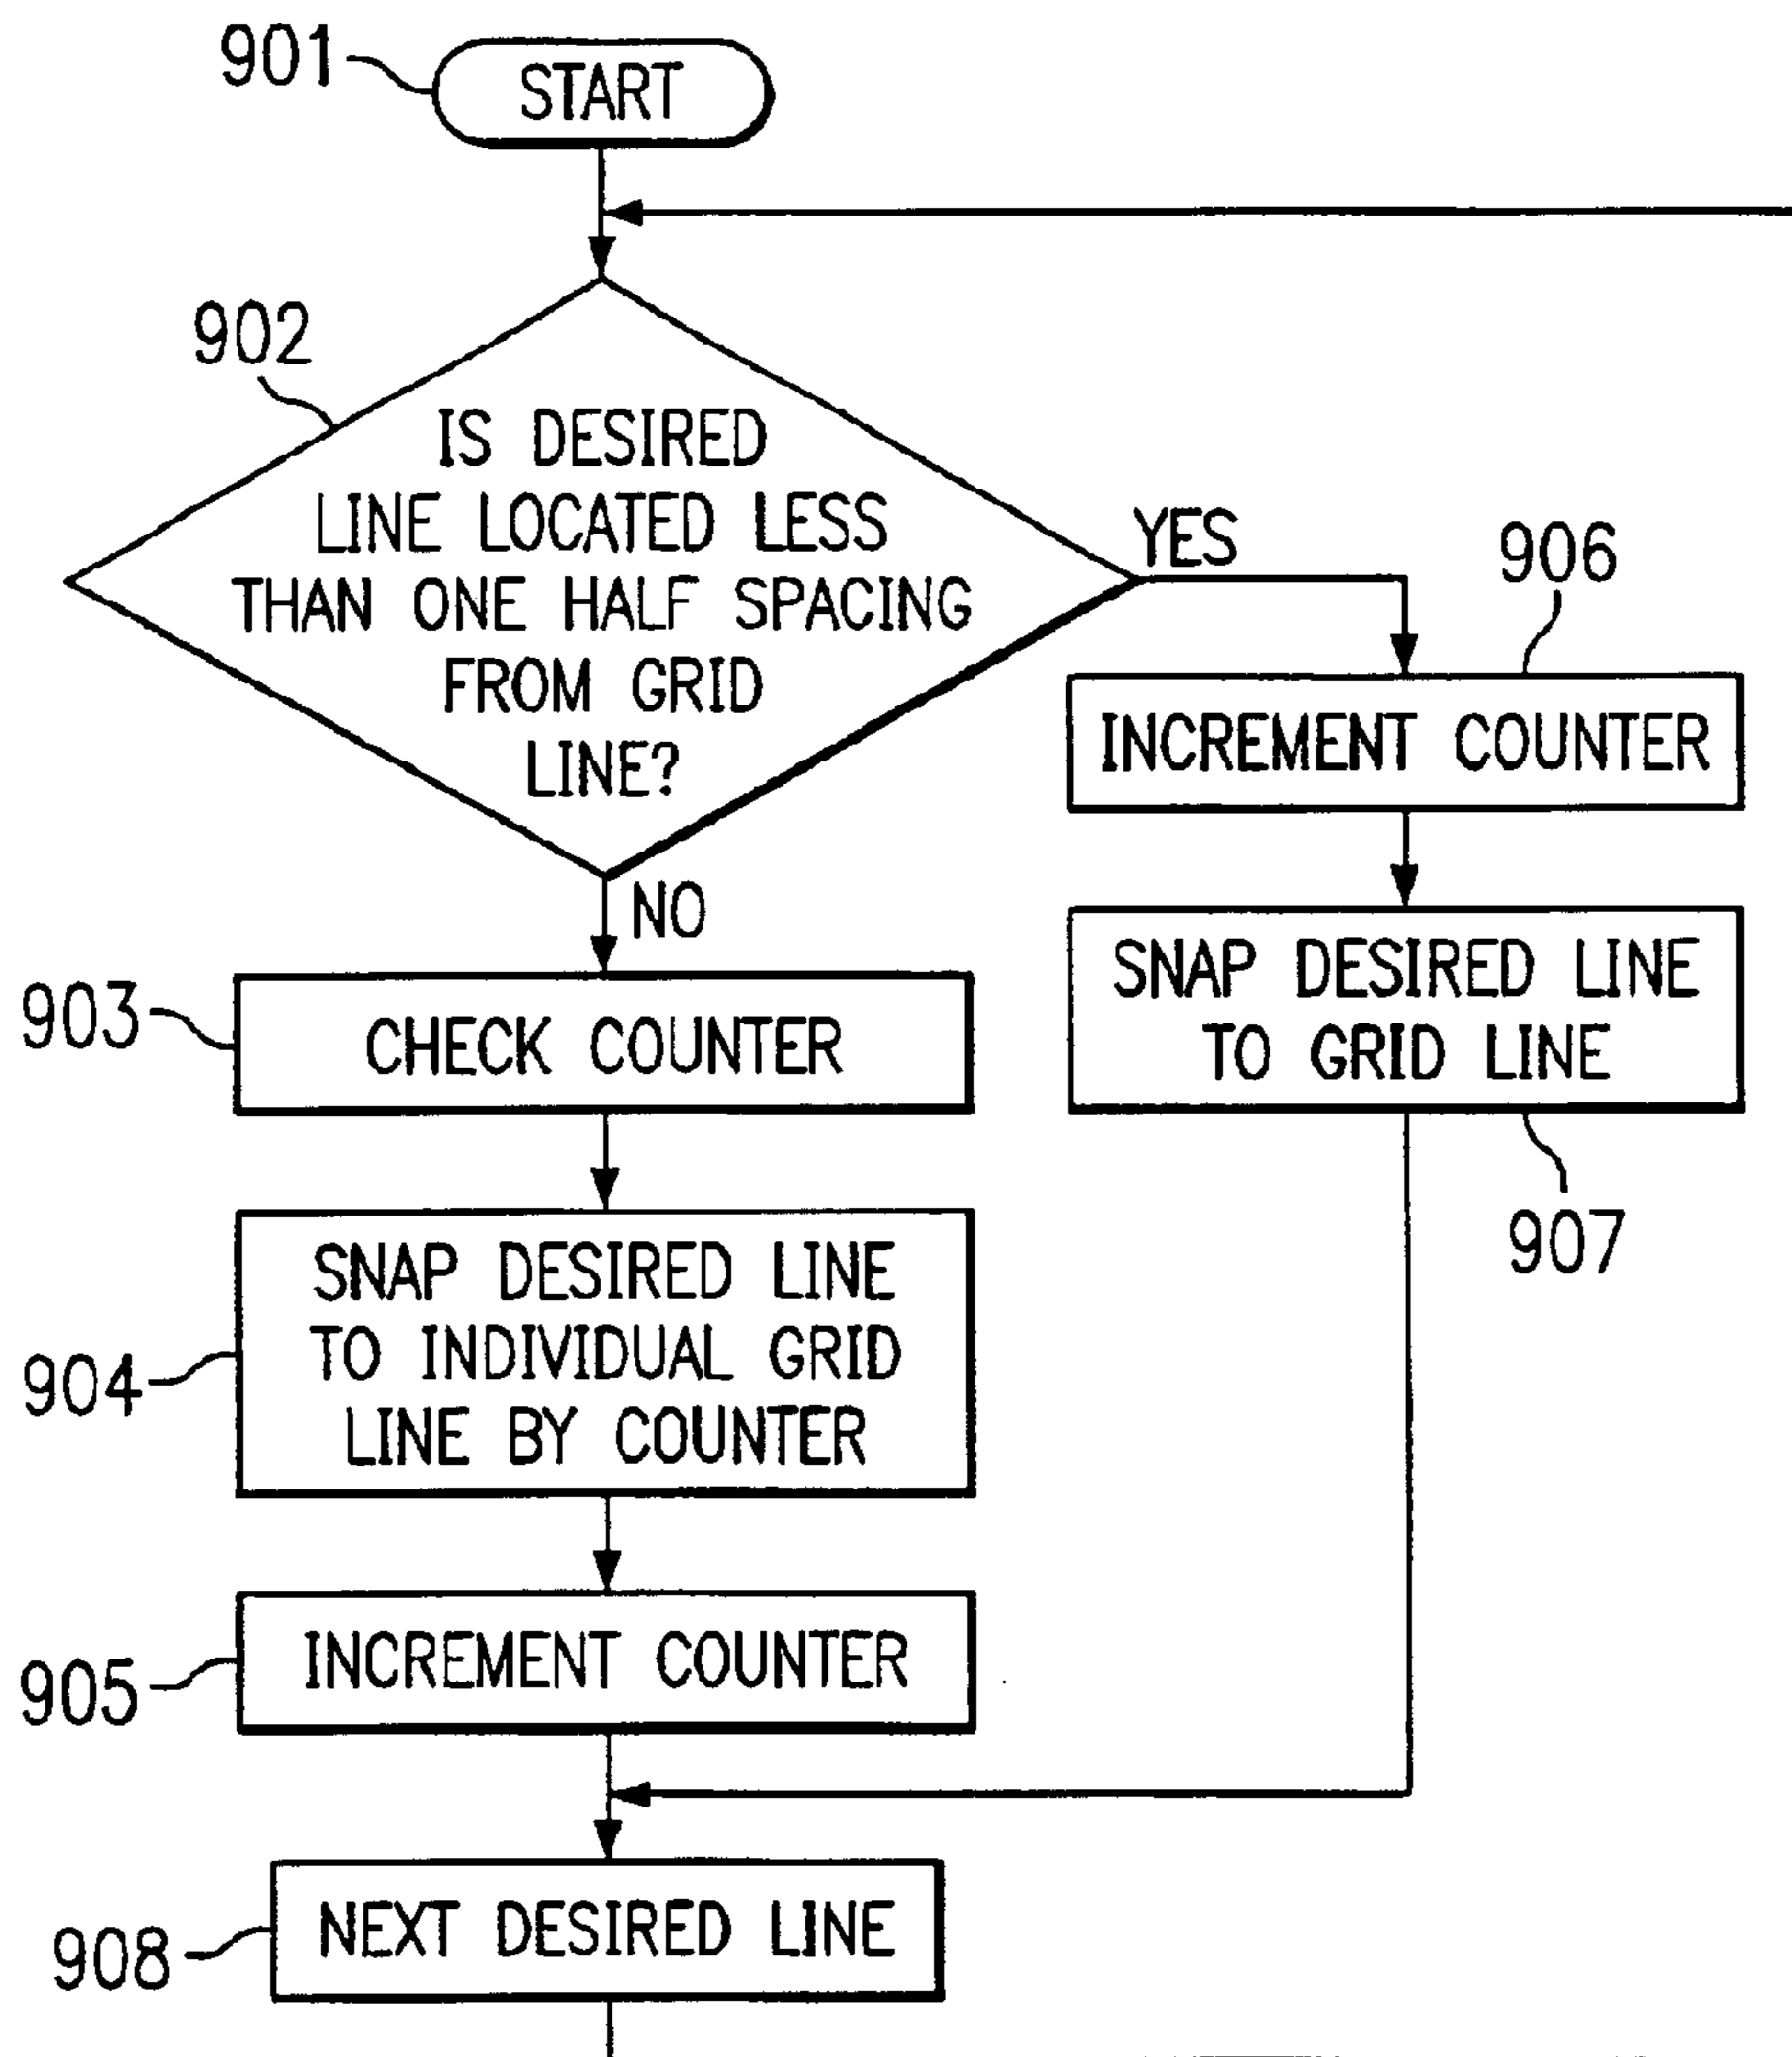 901
START
902
IS DESIRED
LINE LOCATED LESS
THAN ONE HALF SPACING
FROM GRID
LINE?
YES
906
INCREMENT COUNTER
NO
SNAP DESIRED LINE
TO GRID LINE
907
903
CHECK COUNTER
904
SNAP DESIRED LINE
TO INDIVIDUAL GRID
LINE BY COUNTER
905
INCREMENT COUNTER
908
NEXT DESIRED LINE